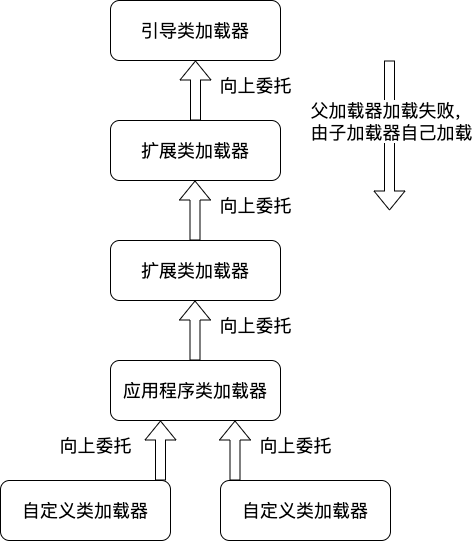 引导类加载器
向上委托
父加载器加载失败，
由子加载器自己加载
扩展类加载器
向上委托
扩展类加载器
向上委托
应用程序类加载器
向上委托
向上委托
自定义类加载器
自定义类加载器